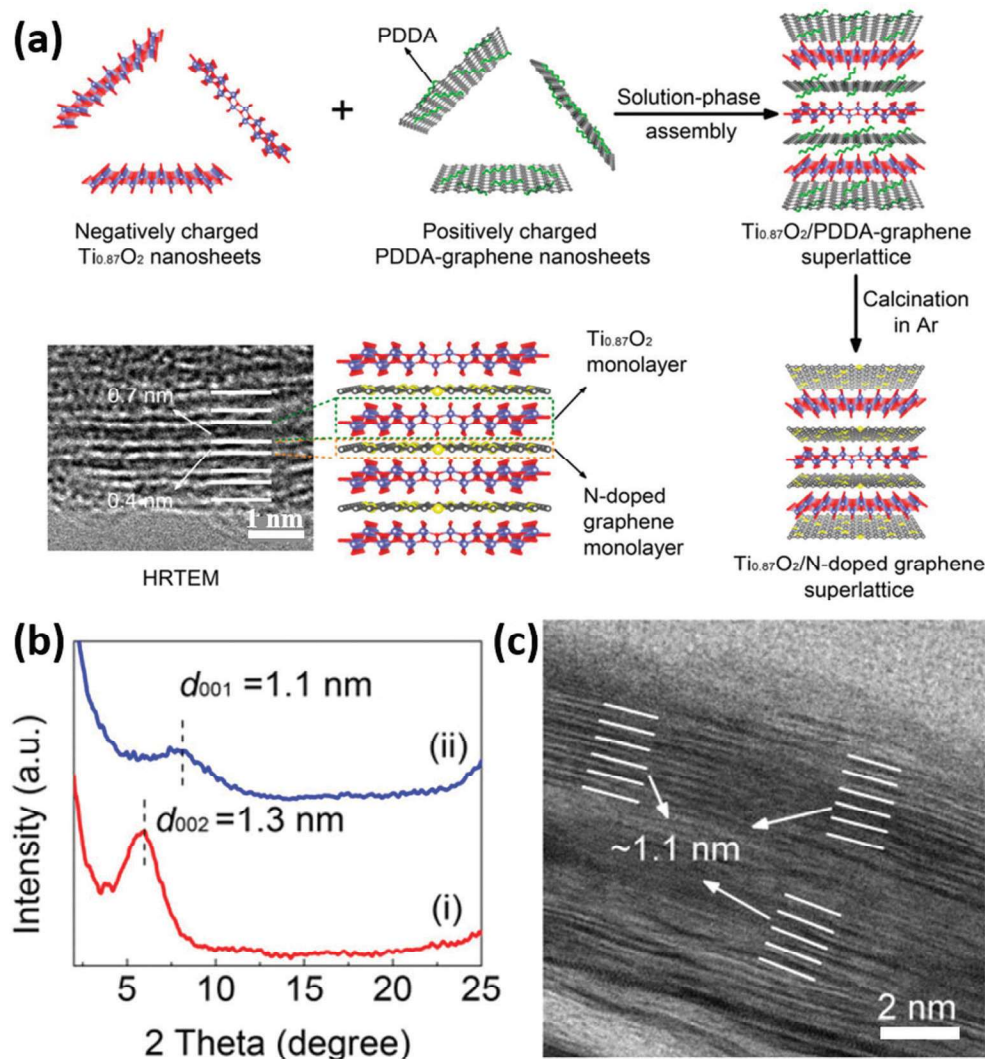 (a)
PDDA
+
Solution-phase
assembly
Negatively charged
Ti0.87O2 nanosheets
Positively charged
PDDA-graphene nanosheets
Ti0.87O2/PDDA-graphene
superlattice
Calcination
in Ar
0.7 nm
0.4 nm
1 nm
HRTEM
Ti0.87O2
monolayer
N-doped
graphene
monolayer
Ti0.87O2/N-doped graphene
superlattice
(b)
d001 =1.1 nm
(ii)
d002 =1.3 nm
(i)
Intensity (a.u.)
5 10 15 20 25
2 Theta (degree)
(c)
~1.1 nm
2 nm